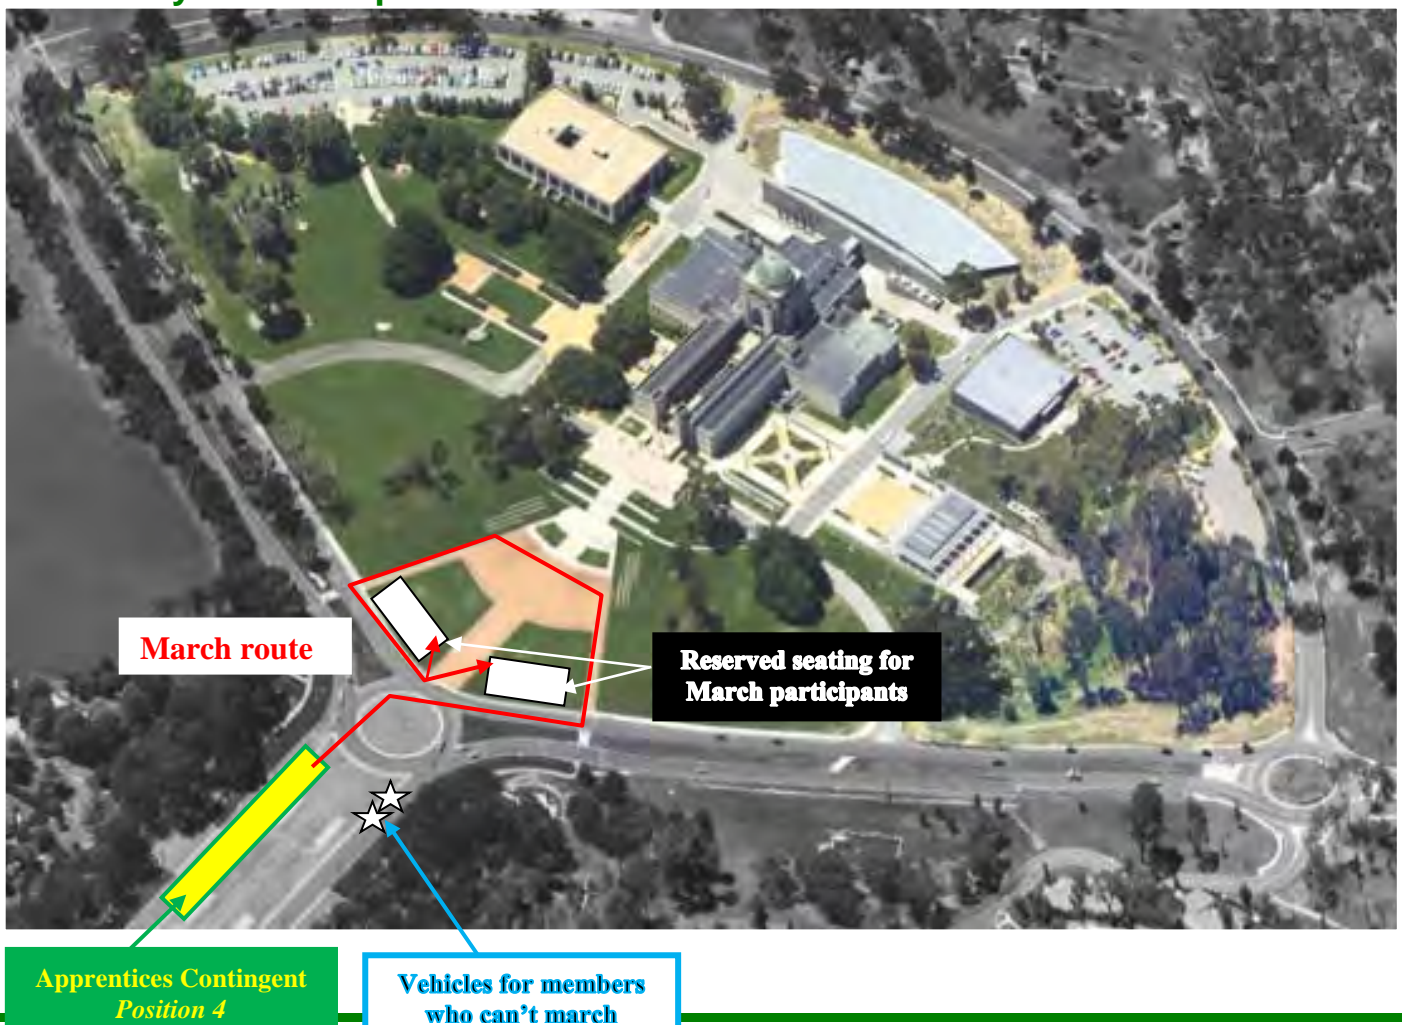 March route
Reserved seating for
March participants
Apprentices Contingent
Position 4
Vehicles for members
who can’t march